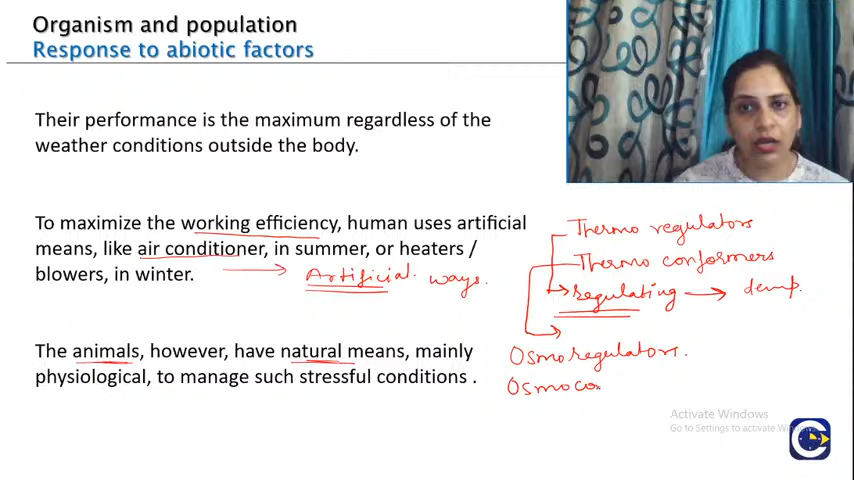 Organism and population
Response to abiotic factors
Their performance is the maximum regardless of the
weather conditions outside the body.
To maximize the working efficiency, human uses artificial
means, like air conditioner, in summer, or heaters /
blowers, in winter.
Artificial ways.
The animals, however, have natural means, mainly
physiological, to manage such stressful conditions .
Thermo regulators
Thermo conformers
regulating temp.
Osmoregulators.
Osmoco
Activate Windows
Go to Settings to activate Windows.